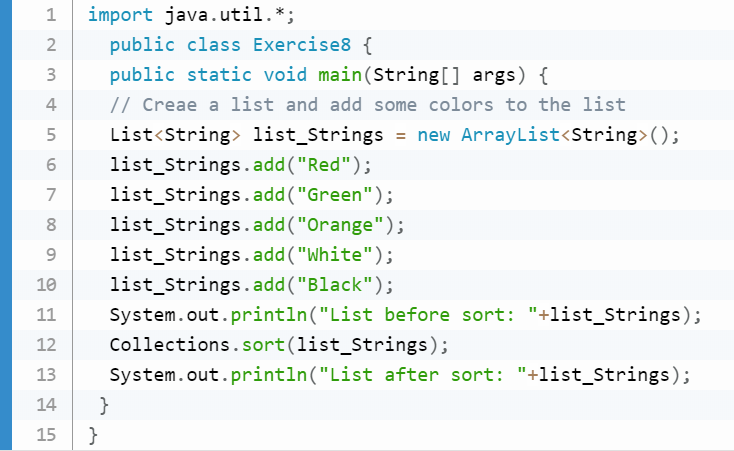 1 import java.util.*;
2 public class Exercise8 {
3 public static void main(String[] args) {
4 // Creae a list and add some colors to the list
5 List<String> list_Strings = new ArrayList<String>();
6 list_Strings.add("Red");
7 list_Strings.add("Green");
8 list_Strings.add("Orange");
9 list_Strings.add("White");
10 list_Strings.add("Black");
11 System.out.println("List before sort: "+list_Strings);
12 Collections.sort(list_Strings);
13 System.out.println("List after sort: "+list_Strings);
14 }
15 }